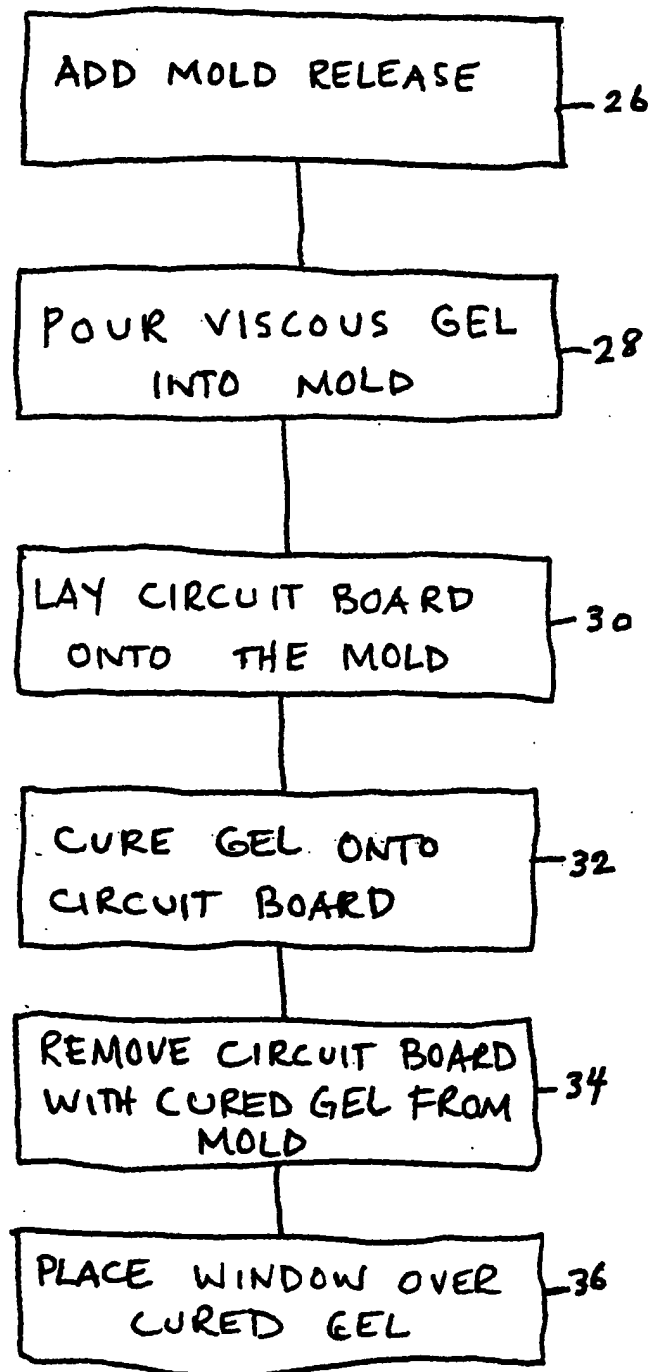 ADD MOLD RELEASE
26
POUR VISCOUS GEL
INTO MOLD
28
LAY CIRCUIT BOARD
ONTO THE MOLD
30
CURE GEL ONTO
CIRCUIT BOARD
32
REMOVE CIRCUIT BOARD
WITH CURED GEL FROM
MOLD
34
PLACE WINDOW OVER
CURED GEL
36